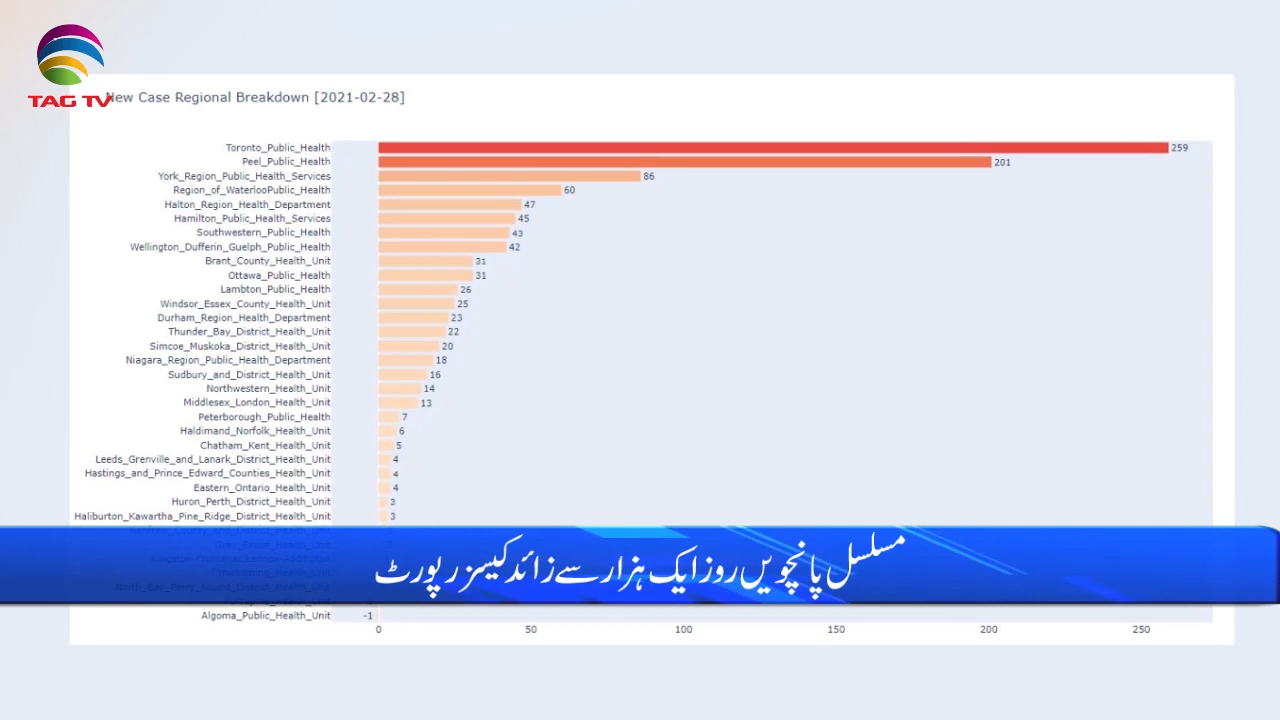 TAG TV
New Case Regional Breakdown [2021-02-28]
Toronto_Public_Health 259
Peel_Public_Health 201
York_Region_Public_Health_Services 86
Region_of_WaterlooPublic_Health 60
Halton_Region_Health_Department 47
Hamilton_Public_Health_Services 45
Southwestern_Public_Health 43
Wellington_Dufferin_Guelph_Public_Health 42
Brant_County_Health_Unit 31
Ottawa_Public_Health 31
Lambton_Public_Health 26
Windsor_Essex_County_Health_Unit 25
Durham_Region_Health_Department 23
Thunder_Bay_District_Health_Unit 22
Simcoe_Muskoka_District_Health_Unit 20
Niagara_Region_Public_Health_Department 18
Sudbury_and_District_Health_Unit 16
Northwestern_Health_Unit 14
Middlesex_London_Health_Unit 13
Peterborough_Public_Health 7
Haldimand_Norfolk_Health_Unit 6
Chatham_Kent_Health_Unit 5
Leeds_Grenville_and_Lanark_District_Health_Unit 4
Hastings_and_Prince_Edward_Counties_Health_Unit 4
Eastern_Ontario_Health_Unit 4
Huron_Perth_District_Health_Unit 3
Haliburton_Kawartha_Pine_Ridge_District_Health_Unit 3
مسلسل پانچویں روز ایک ہزار سے زائد کیسز رپورٹ
Algoma_Public_Health_Unit -1
0 50 100 150 200 250